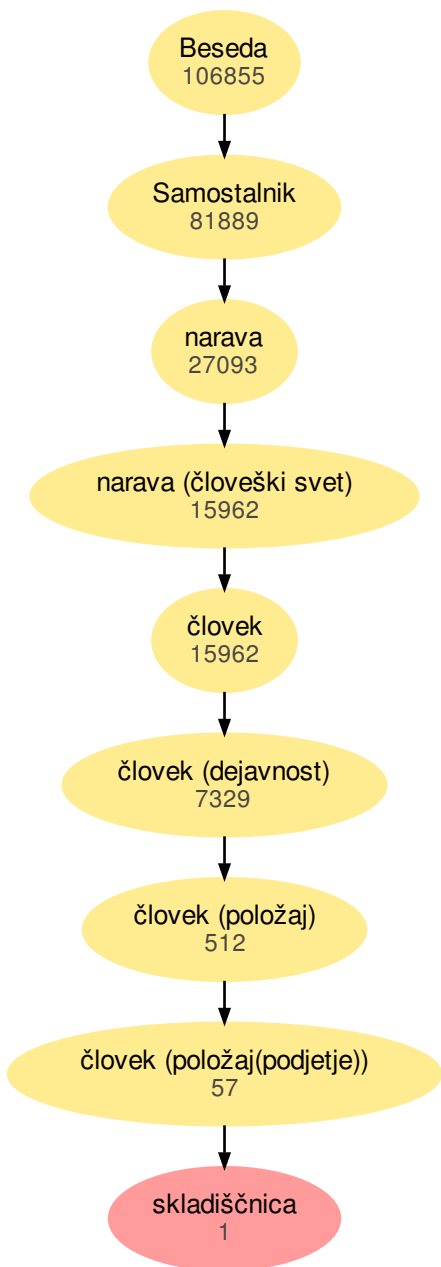 Beseda
106855
Samostalnik
81889
narava
27093
narava (človeški svet)
15962
človek
15962
človek (dejavnost)
7329
človek (položaj)
512
človek (položaj(podjetje))
57
skladiščnica
1